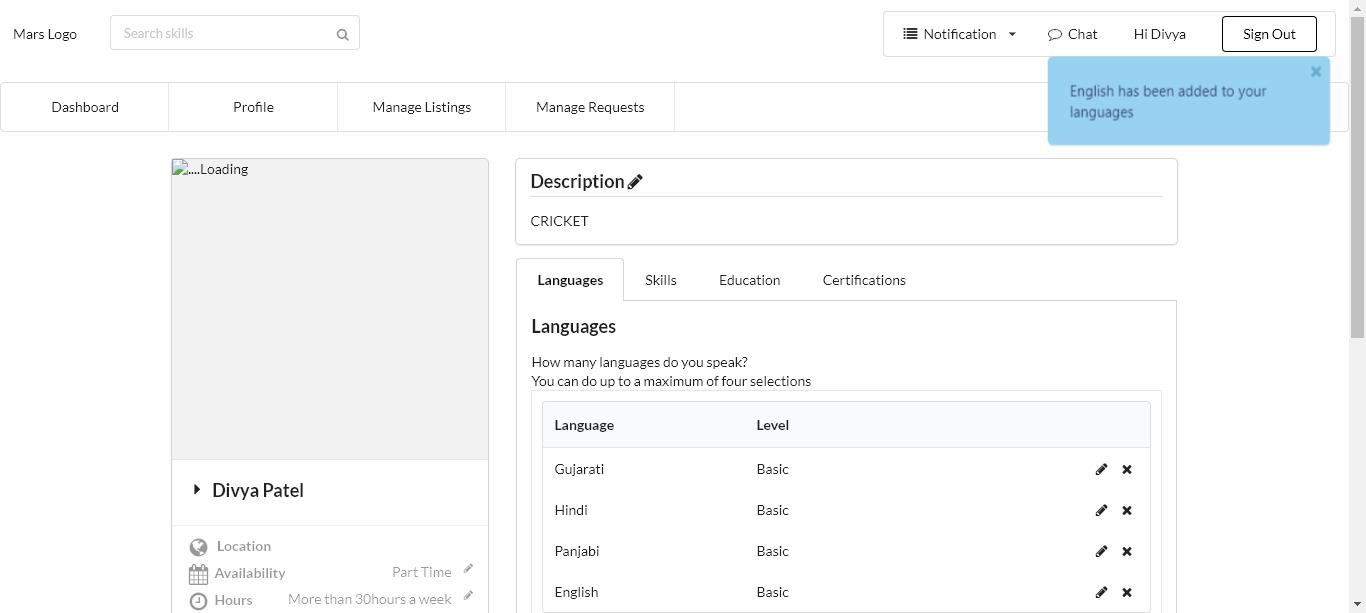 Mars Logo
Search skills
Notification
Chat
Hi Divya
Sign Out
Dashboard
Profile
Manage Listings
Manage Requests
English has been added to your
languages
....Loading
Divya Patel
Location
Availability
Part Time
Hours
More than 30hours a week
Description
CRICKET
Languages
Skills
Education
Certifications
Languages
How many languages do you speak?
You can do up to a maximum of four selections
Language Level
Gujarati Basic
Hindi Basic
Panjabi Basic
English Basic